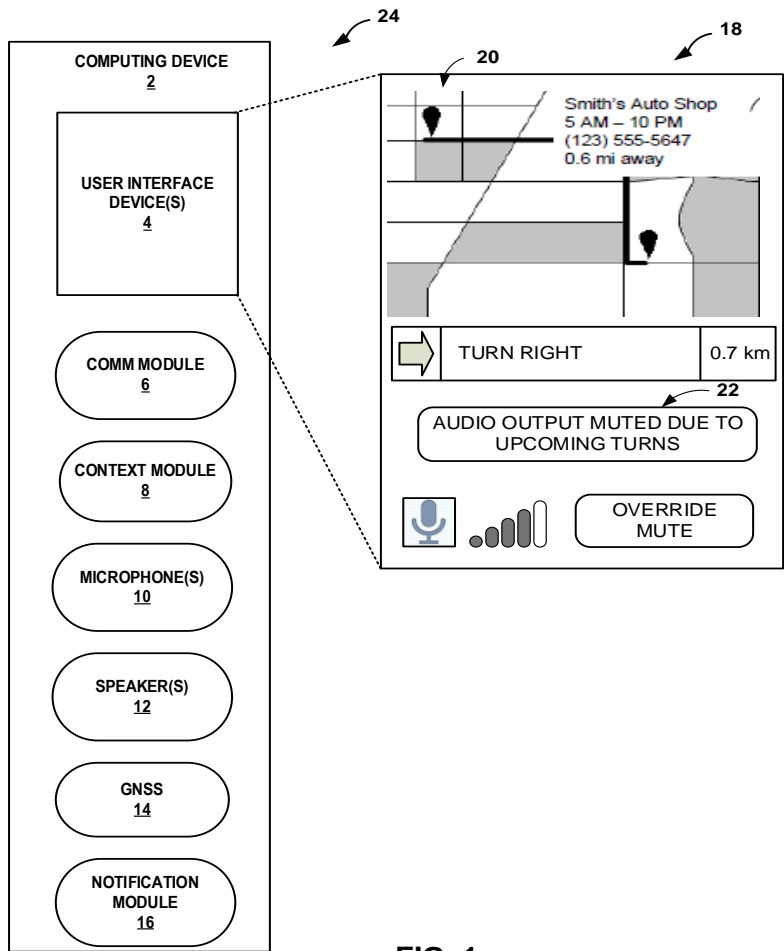 24
COMPUTING DEVICE
2
USER INTERFACE
DEVICE(S)
4
COMM MODULE
6
CONTEXT MODULE
8
MICROPHONE(S)
10
SPEAKER(S)
12
GNSS
14
NOTIFICATION
MODULE
16
18
20
Smith's Auto Shop
5 AM – 10 PM
(123) 555-5647
0.6 mi away
TURN RIGHT
0.7 km
22
AUDIO OUTPUT MUTED DUE TO
UPCOMING TURNS
OVERRIDE
MUTE